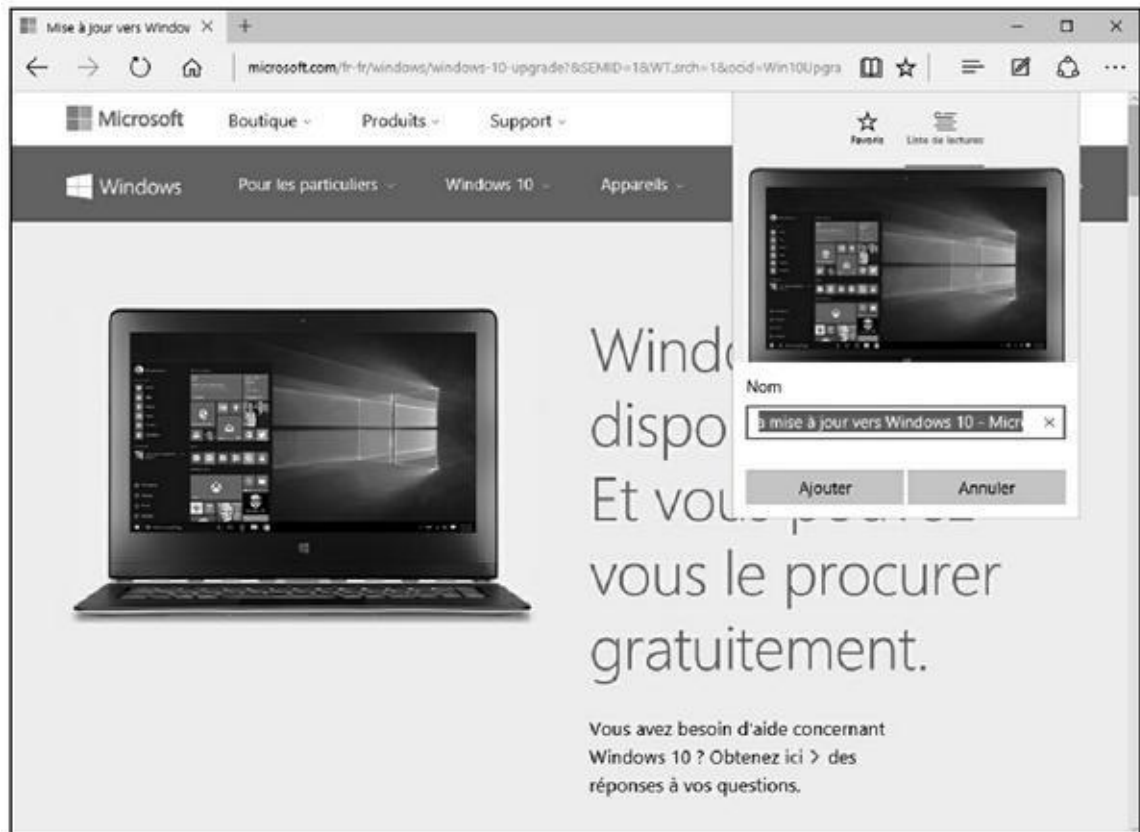 Mise à jour vers Window
microsoft.com/fr-fr/windows/windows-10-upgrade?&SEMID=1&WT.srch=1&ocid=Win10Upgra
Microsoft Boutique Produits Support
Favoris Liste de lectures
Windows Pour les particuliers Windows 10 Appareils
Wind
dispo
Et vous pouvez
vous le procurer
gratuitement.
Nom
a mise à jour vers Windows 10 - Micr
Ajouter Annuler
Vous avez besoin d'aide concernant
Windows 10 ? Obtenez ici > des
réponses à vos questions.